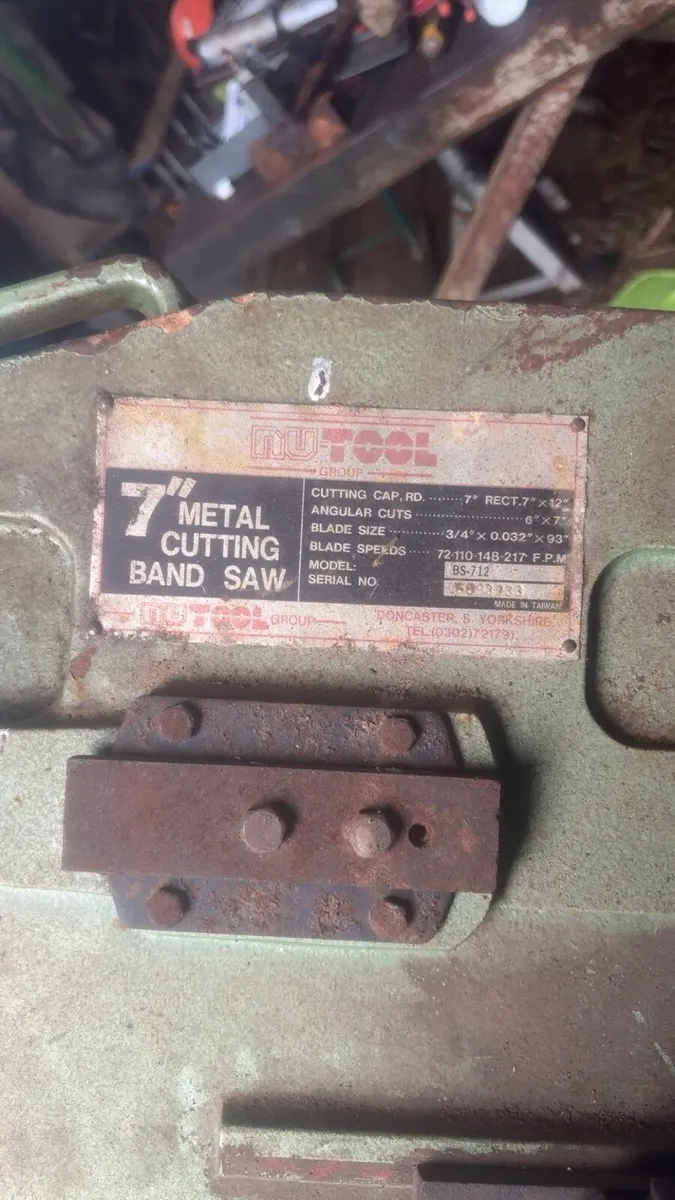 NU-TOOL
GROUP
7" METAL
CUTTING
BAND SAW
CUTTING CAP, RD. ........7" RECT.7" × 12"
ANGULAR CUTS ........................6" × 7"
BLADE SIZE ............3/4" × 0.032" × 93"
BLADE SPEEDS ..... 72-110-148-217 F.P.M
MODEL: BS-712
SERIAL NO
MADE IN TAIWAN
NU-TOOL GROUP DONCASTER, S. YORKSHIRE
TEL:(0302)721791.